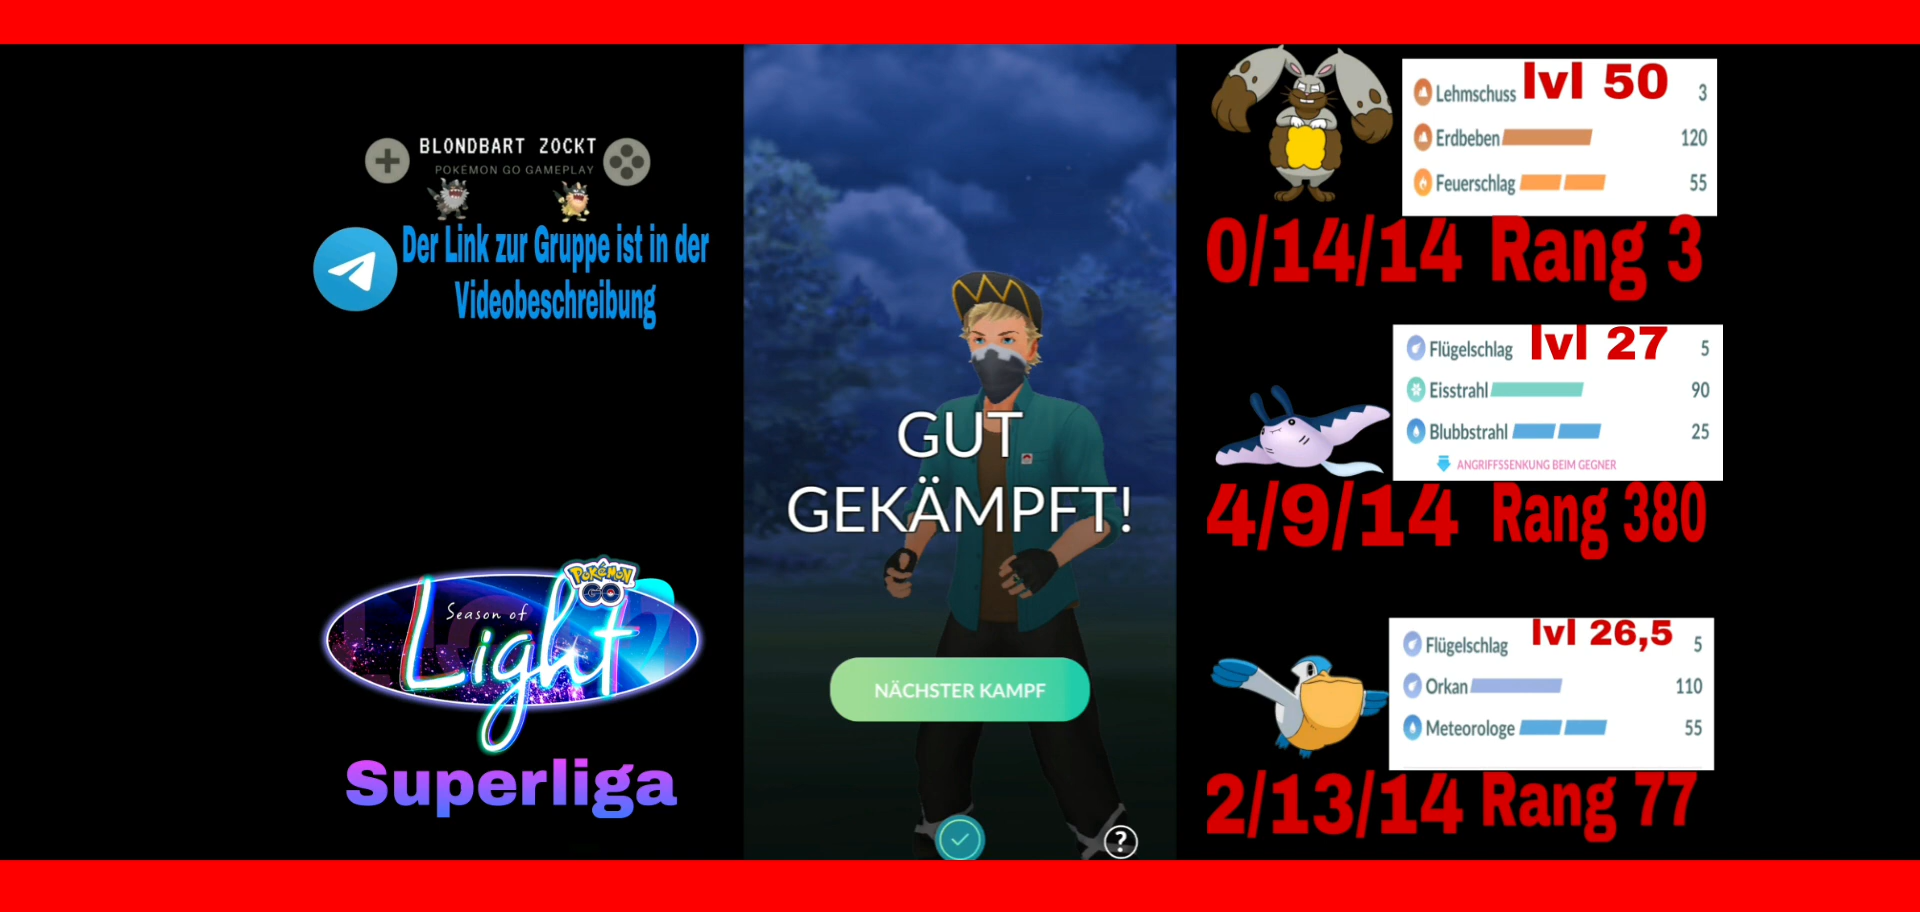 BLONDBART ZOCKT
POKÉMON GO GAMEPLAY
Der Link zur Gruppe ist in der
Videobeschreibung
POKÉMON
GO
Season of
Light
Superliga
GUT
GEKÄMPFT!
NÄCHSTER KAMPF
?
Lehmschuss lvl 50 3
Erdbeben 120
Feuerschlag 55
0/14/14 Rang 3
Flügelschlag lvl 27 5
Eisstrahl 90
Blubbstrahl 25
ANGRIFFSSENKUNG BEIM GEGNER
4/9/14 Rang 380
Flügelschlag lvl 26,5 5
Orkan 110
Meteorologe 55
2/13/14 Rang 77